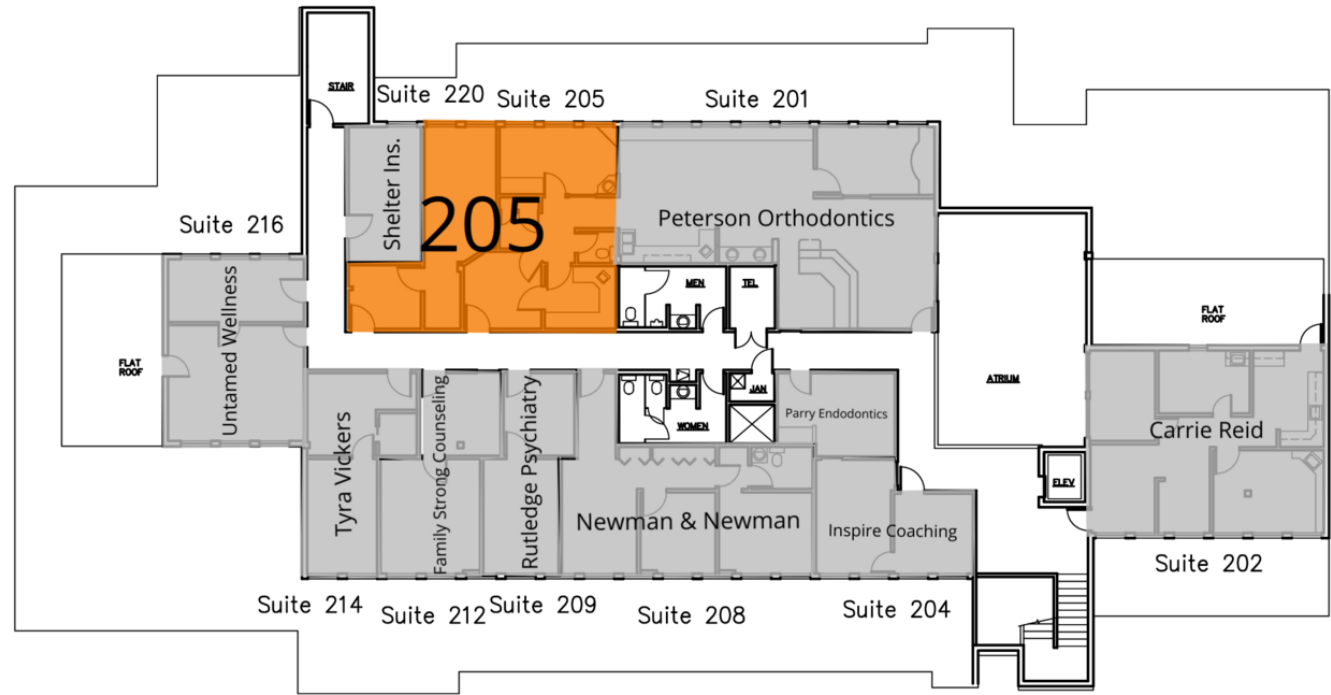 STAIR
Suite 220
Suite 205
Suite 201
Shelter Ins.
205
Peterson Orthodontics
Suite 216
Untamed Wellness
FLAT
ROOF
MEN
TEL
FLAT
ROOF
ATRIUM
JAN
WOMEN
Tyra Vickers
Family Strong Counseling
Rutledge Psychiatry
Newman & Newman
Parry Endodontics
Inspire Coaching
Carrie Reid
ELEV
Suite 214
Suite 212
Suite 209
Suite 208
Suite 204
Suite 202